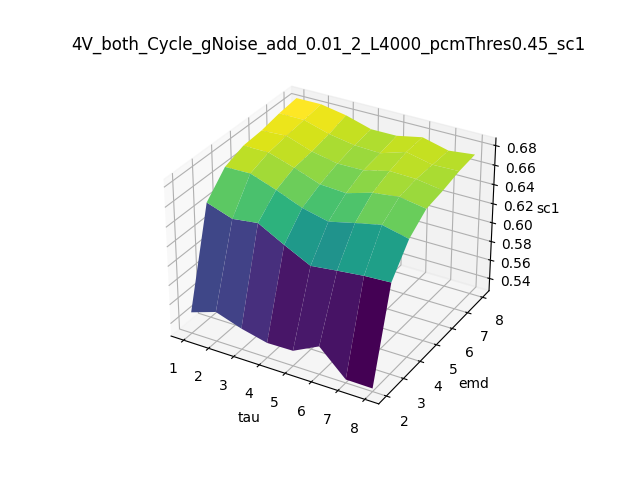 4V_both_Cycle_gNoise_add_0.01_2_L4000_pcmThres0.45_sc1
0.68
0.66
0.64
0.62
sc1
0.60
0.58
0.56
0.54
1 2 3 4 5 6 7 8
tau
2 3 4 5 6 7 8
emd